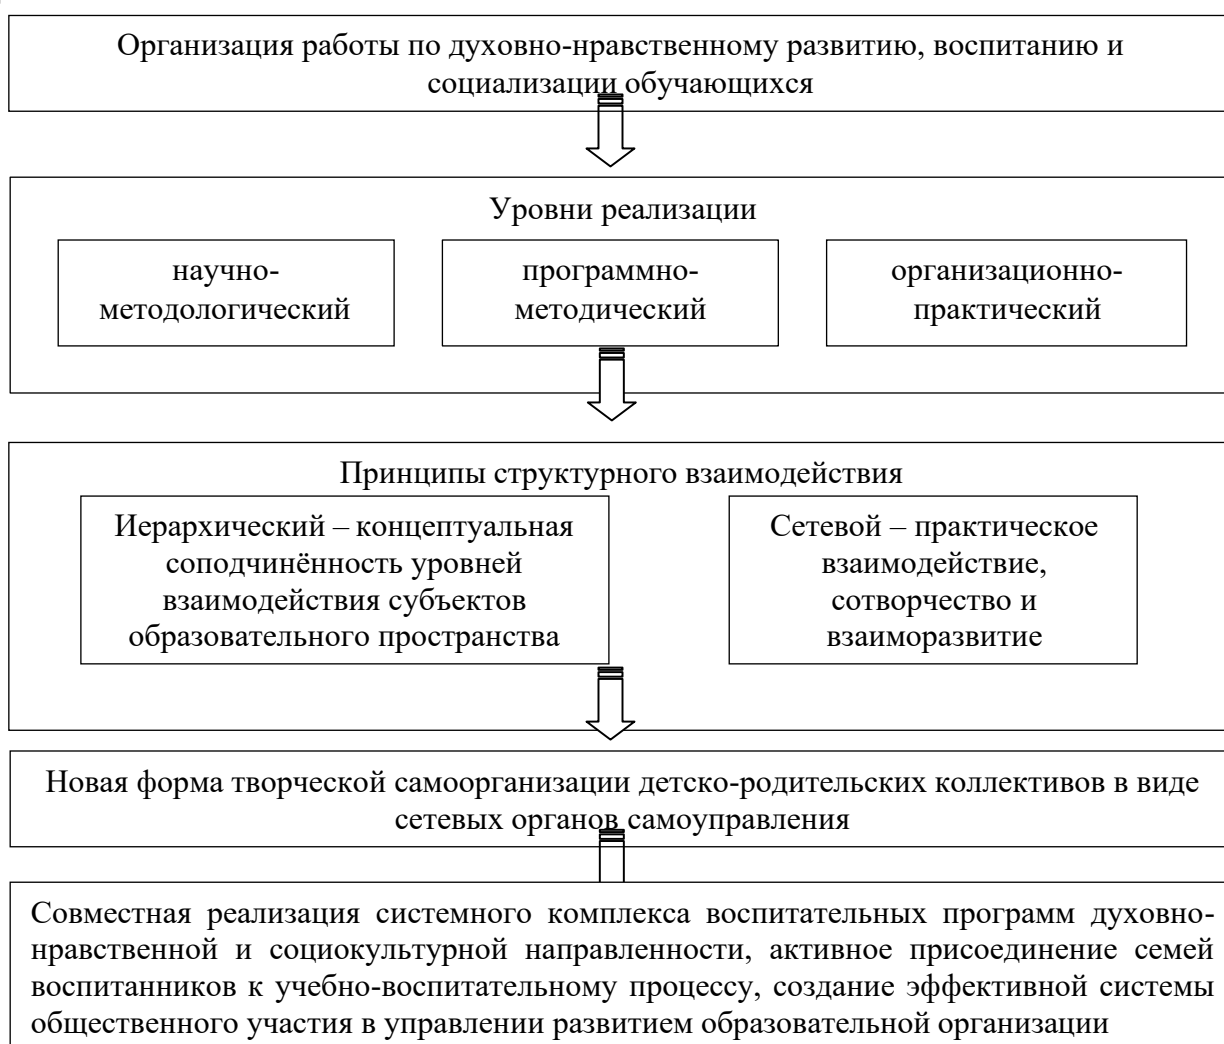 Организация работы по духовно-нравственному развитию, воспитанию и
социализации обучающихся
Уровни реализации
научно-
методологический
программно-
методический
организационно-
практический
Принципы структурного взаимодействия
Иерархический – концептуальная
соподчинённость уровней
взаимодействия субъектов
образовательного пространства
Сетевой – практическое
взаимодействие,
сотворчество и
взаиморазвитие
Новая форма творческой самоорганизации детско-родительских коллективов в виде
сетевых органов самоуправления
Совместная реализация системного комплекса воспитательных программ духовно-
нравственной и социокультурной направленности, активное присоединение семей
воспитанников к учебно-воспитательному процессу, создание эффективной системы
общественного участия в управлении развитием образовательной организации